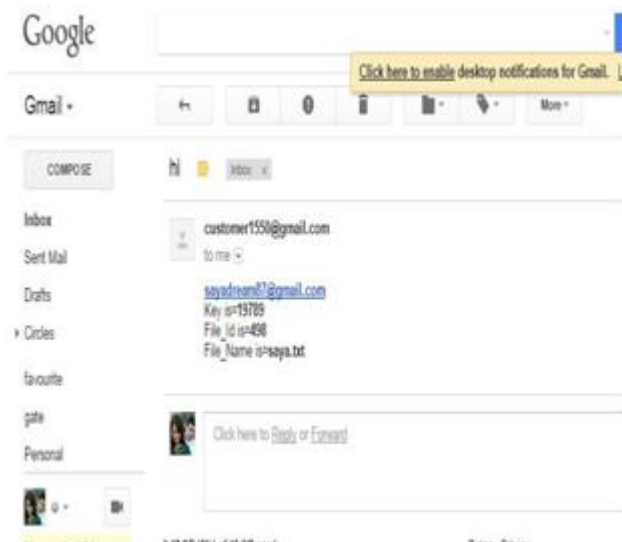 Google
Click here to enable desktop notifications for Gmail.
Gmail
More
COMPOSE
hi
Inbox x
Inbox
customer1550@gmail.com
to me
Sent Mail
Drafts
sayadream87@gmail.com
Key is=19789
File_Id is=498
Circles
File_Name is=saya.txt
favourite
gate
Click here to Reply or Forward
Personal